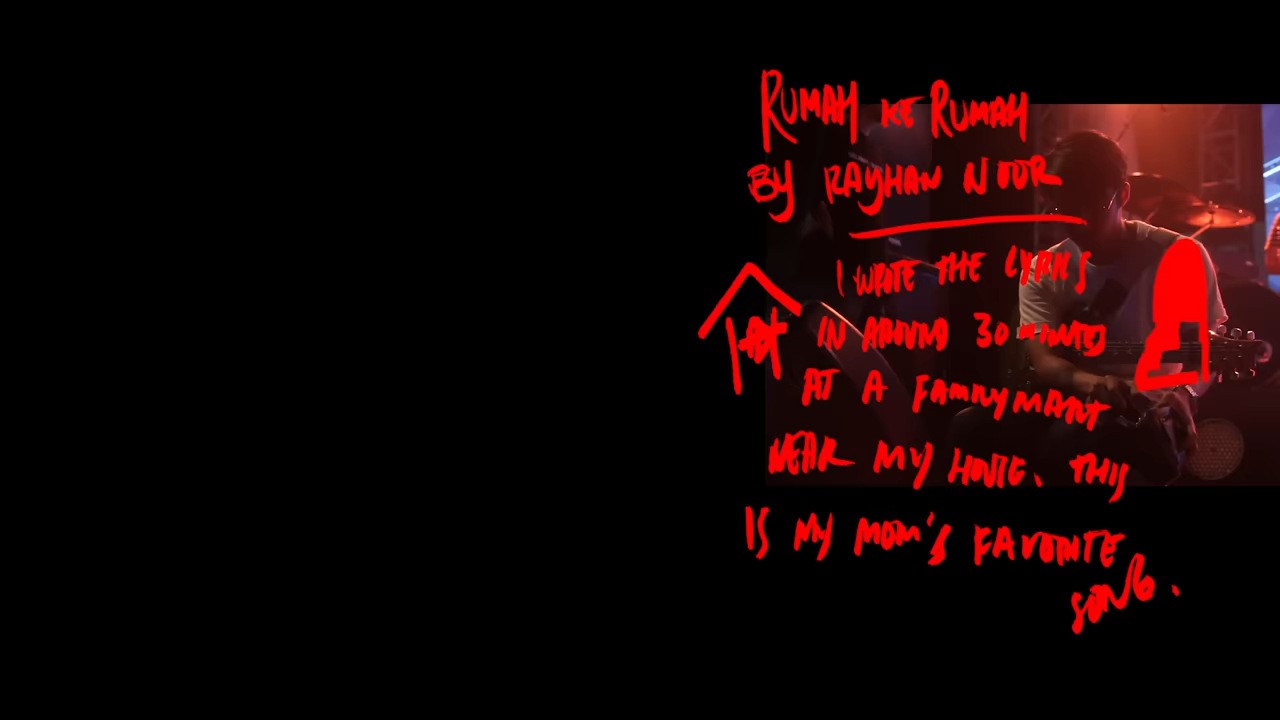 RUMAH KE RUMAH
BY RAYHAN NOOR
I WROTE THE LYRICS
IN AROUND 30 MINUTES
AT A FAMILYMART
NEAR MY HOUSE. THIS
IS MY MOM'S FAVORITE
SONG.